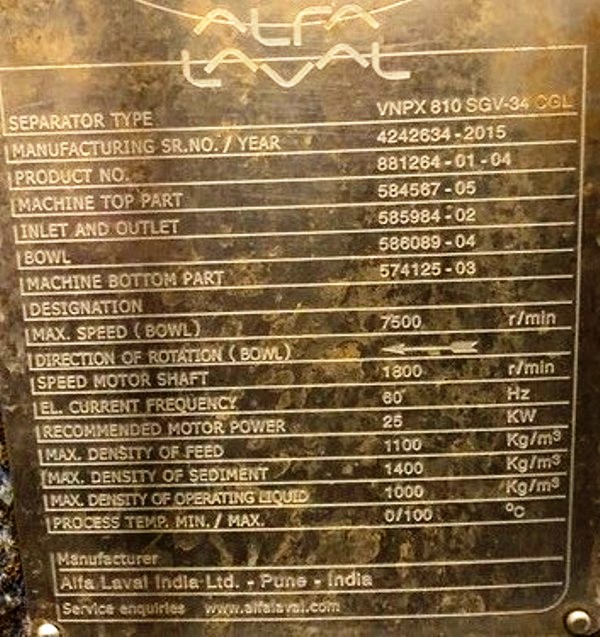 ALFA
LAVAL
SEPARATOR TYPE VNPX 810 SGV-34 CGL
MANUFACTURING SR.NO. / YEAR 4242634-2015
PRODUCT NO. 881264-01-04
MACHINE TOP PART 584567-05
INLET AND OUTLET 585984-02
BOWL 586089-04
MACHINE BOTTOM PART 574125-03
DESIGNATION
MAX. SPEED (BOWL) 7500 r/min
DIRECTION OF ROTATION (BOWL)
SPEED MOTOR SHAFT 1800 r/min
EL. CURRENT FREQUENCY 60 Hz
RECOMMENDED MOTOR POWER 25 KW
MAX. DENSITY OF FEED 1100 Kg/m³
MAX. DENSITY OF SEDIMENT 1400 Kg/m³
MAX. DENSITY OF OPERATING LIQUID 1000 Kg/m³
PROCESS TEMP. MIN. / MAX. 0/100 °C
Manufacturer
Alfa Laval India Ltd. - Pune - India
Service enquiries www.alfalaval.com